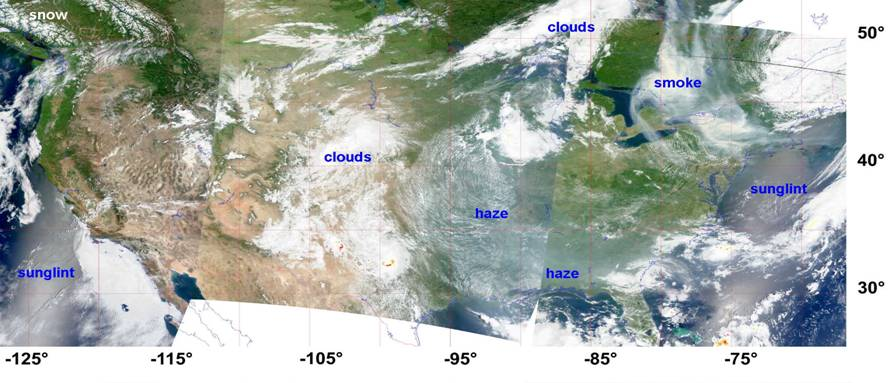 snow
clouds
50°
smoke
clouds
40°
sunglint
haze
sunglint
haze
30°
-125°
-115°
-105°
-95°
-85°
-75°